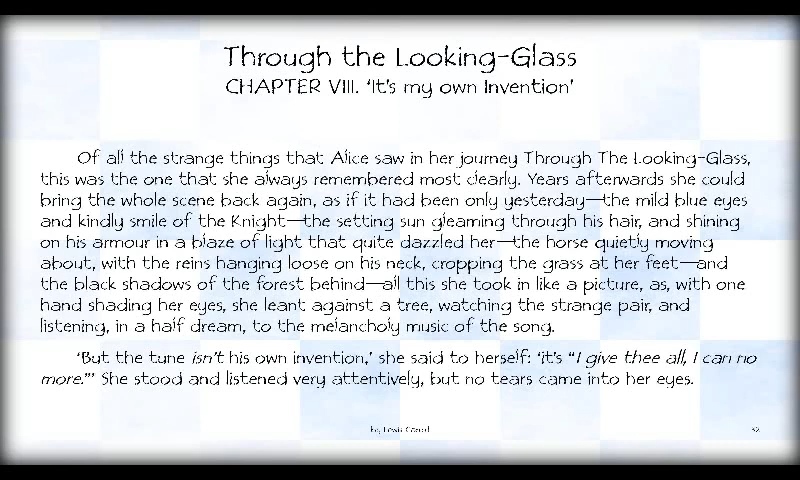 Through the Looking-Glass
CHAPTER VIII. ‘It’s my own Invention’
Of all the strange things that Alice saw in her journey Through The Looking-Glass,
this was the one that she always remembered most clearly. Years afterwards she could
bring the whole scene back again, as if it had been only yesterday—the mild blue eyes
and kindly smile of the Knight—the setting sun gleaming through his hair, and shining
on his armour in a blaze of light that quite dazzled her—the horse quietly moving
about, with the reins hanging loose on his neck, cropping the grass at her feet—and
the black shadows of the forest behind—all this she took in like a picture, as, with one
hand shading her eyes, she leant against a tree, watching the strange pair, and
listening, in a half dream, to the melancholy music of the song.
‘But the tune isn’t his own invention,’ she said to herself: ‘it’s “I give thee all, I can no
more.”’ She stood and listened very attentively, but no tears came into her eyes.
by Lewis Carroll 32